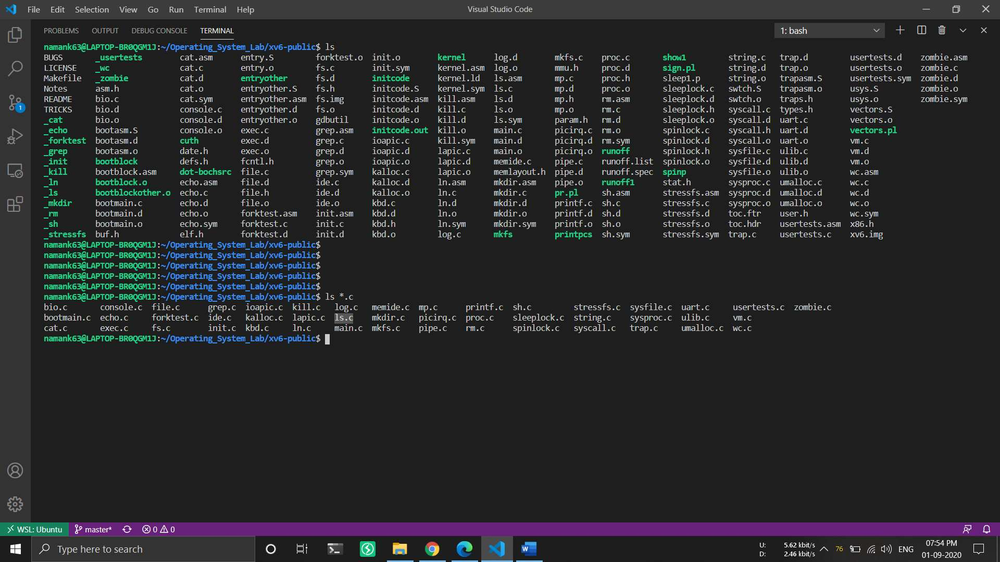 File Edit Selection View Go Run Terminal Help Visual Studio Code
PROBLEMS OUTPUT DEBUG CONSOLE TERMINAL 1: bash
namank63@LAPTOP-BR0QGM1J:~/Operating_System_Lab/xv6-public$ ls
BUGS _usertests cat.asm entry.S forktest.o init.o kernel log.d mkfs.c proc.c show1 string.c trap.d usertests.d zombie.asm
LICENSE _wc cat.c entry.o fs.c init.sym kernel.asm log.o mmu.h proc.d sign.pl string.d trap.o usertests.o zombie.c
Makefile _zombie cat.d entryother fs.d initcode kernel.ld ls.asm mp.c proc.h sleep1.p string.o trapasm.S usertests.sym zombie.d
Notes asm.h cat.o entryother.S fs.h initcode.S kernel.sym ls.c mp.d proc.o sleeplock.c swtch.S trapasm.o usys.S zombie.o
README bio.c cat.sym entryother.asm fs.img initcode.asm kill.asm ls.d mp.h rm.asm sleeplock.d swtch.o traps.h usys.o zombie.sym
TRICKS bio.d console.c entryother.d fs.o initcode.d kill.c ls.o mp.o rm.c sleeplock.h syscall.c types.h vectors.S
_cat bio.o console.d entryother.o gdbutil initcode.o kill.d ls.sym param.h rm.d sleeplock.o syscall.d uart.c vectors.o
_echo bootasm.S console.o exec.c grep.asm initcode.out kill.o main.c picirq.c rm.o spinlock.c syscall.h uart.d vectors.pl
_forktest bootasm.d cuth exec.d grep.c ioapic.c kill.sym main.d picirq.d rm.sym spinlock.d syscall.o uart.o vm.c
_grep bootasm.o date.h exec.o grep.d ioapic.d lapic.c main.o picirq.o runoff spinlock.h sysfile.c ulib.c vm.d
_init bootblock defs.h fcntl.h grep.o ioapic.o lapic.d memide.c pipe.c runoff.list spinlock.o sysfile.d ulib.d vm.o
_kill bootblock.asm dot-bochsrc file.c grep.sym kalloc.c lapic.o memlayout.h pipe.d runoff.spec spinp sysfile.o ulib.o wc.asm
_ln bootblock.o echo.asm file.d ide.c kalloc.d ln.asm mkdir.asm pipe.o runoff1 stat.h sysproc.c umalloc.c wc.c
_ls bootblockother.o echo.c file.h ide.d kalloc.o ln.c mkdir.c pr.pl sh.asm stressfs.asm sysproc.d umalloc.d wc.d
_mkdir bootmain.c echo.d file.o ide.o kbd.c ln.d mkdir.d printf.c sh.c stressfs.c sysproc.o umalloc.o wc.o
_rm bootmain.d echo.o forktest.asm init.asm kbd.d ln.o mkdir.o printf.d sh.d stressfs.d toc.ftr user.h wc.sym
_sh bootmain.o echo.sym forktest.c init.c kbd.h ln.sym mkdir.sym printf.o sh.o stressfs.o toc.hdr usertests.asm x86.h
_stressfs buf.h elf.h forktest.d init.d kbd.o log.c mkfs printpcs sh.sym stressfs.sym trap.c usertests.c xv6.img
namank63@LAPTOP-BR0QGM1J:~/Operating_System_Lab/xv6-public$
namank63@LAPTOP-BR0QGM1J:~/Operating_System_Lab/xv6-public$
namank63@LAPTOP-BR0QGM1J:~/Operating_System_Lab/xv6-public$
namank63@LAPTOP-BR0QGM1J:~/Operating_System_Lab/xv6-public$
namank63@LAPTOP-BR0QGM1J:~/Operating_System_Lab/xv6-public$
namank63@LAPTOP-BR0QGM1J:~/Operating_System_Lab/xv6-public$ ls *.c
bio.c console.c file.c grep.c ioapic.c kill.c log.c memide.c mp.c printf.c sh.c stressfs.c sysfile.c uart.c usertests.c zombie.c
bootmain.c echo.c forktest.c ide.c kalloc.c lapic.c ls.c mkdir.c picirq.c proc.c sleeplock.c string.c sysproc.c ulib.c vm.c
cat.c exec.c fs.c init.c kbd.c ln.c main.c mkfs.c pipe.c rm.c spinlock.c syscall.c trap.c umalloc.c wc.c
namank63@LAPTOP-BR0QGM1J:~/Operating_System_Lab/xv6-public$
1
WSL: Ubuntu master* 0 0
Type here to search
U: 5.62 kbit/s
D: 2.46 kbit/s
76 ENG
07:54 PM
01-09-2020